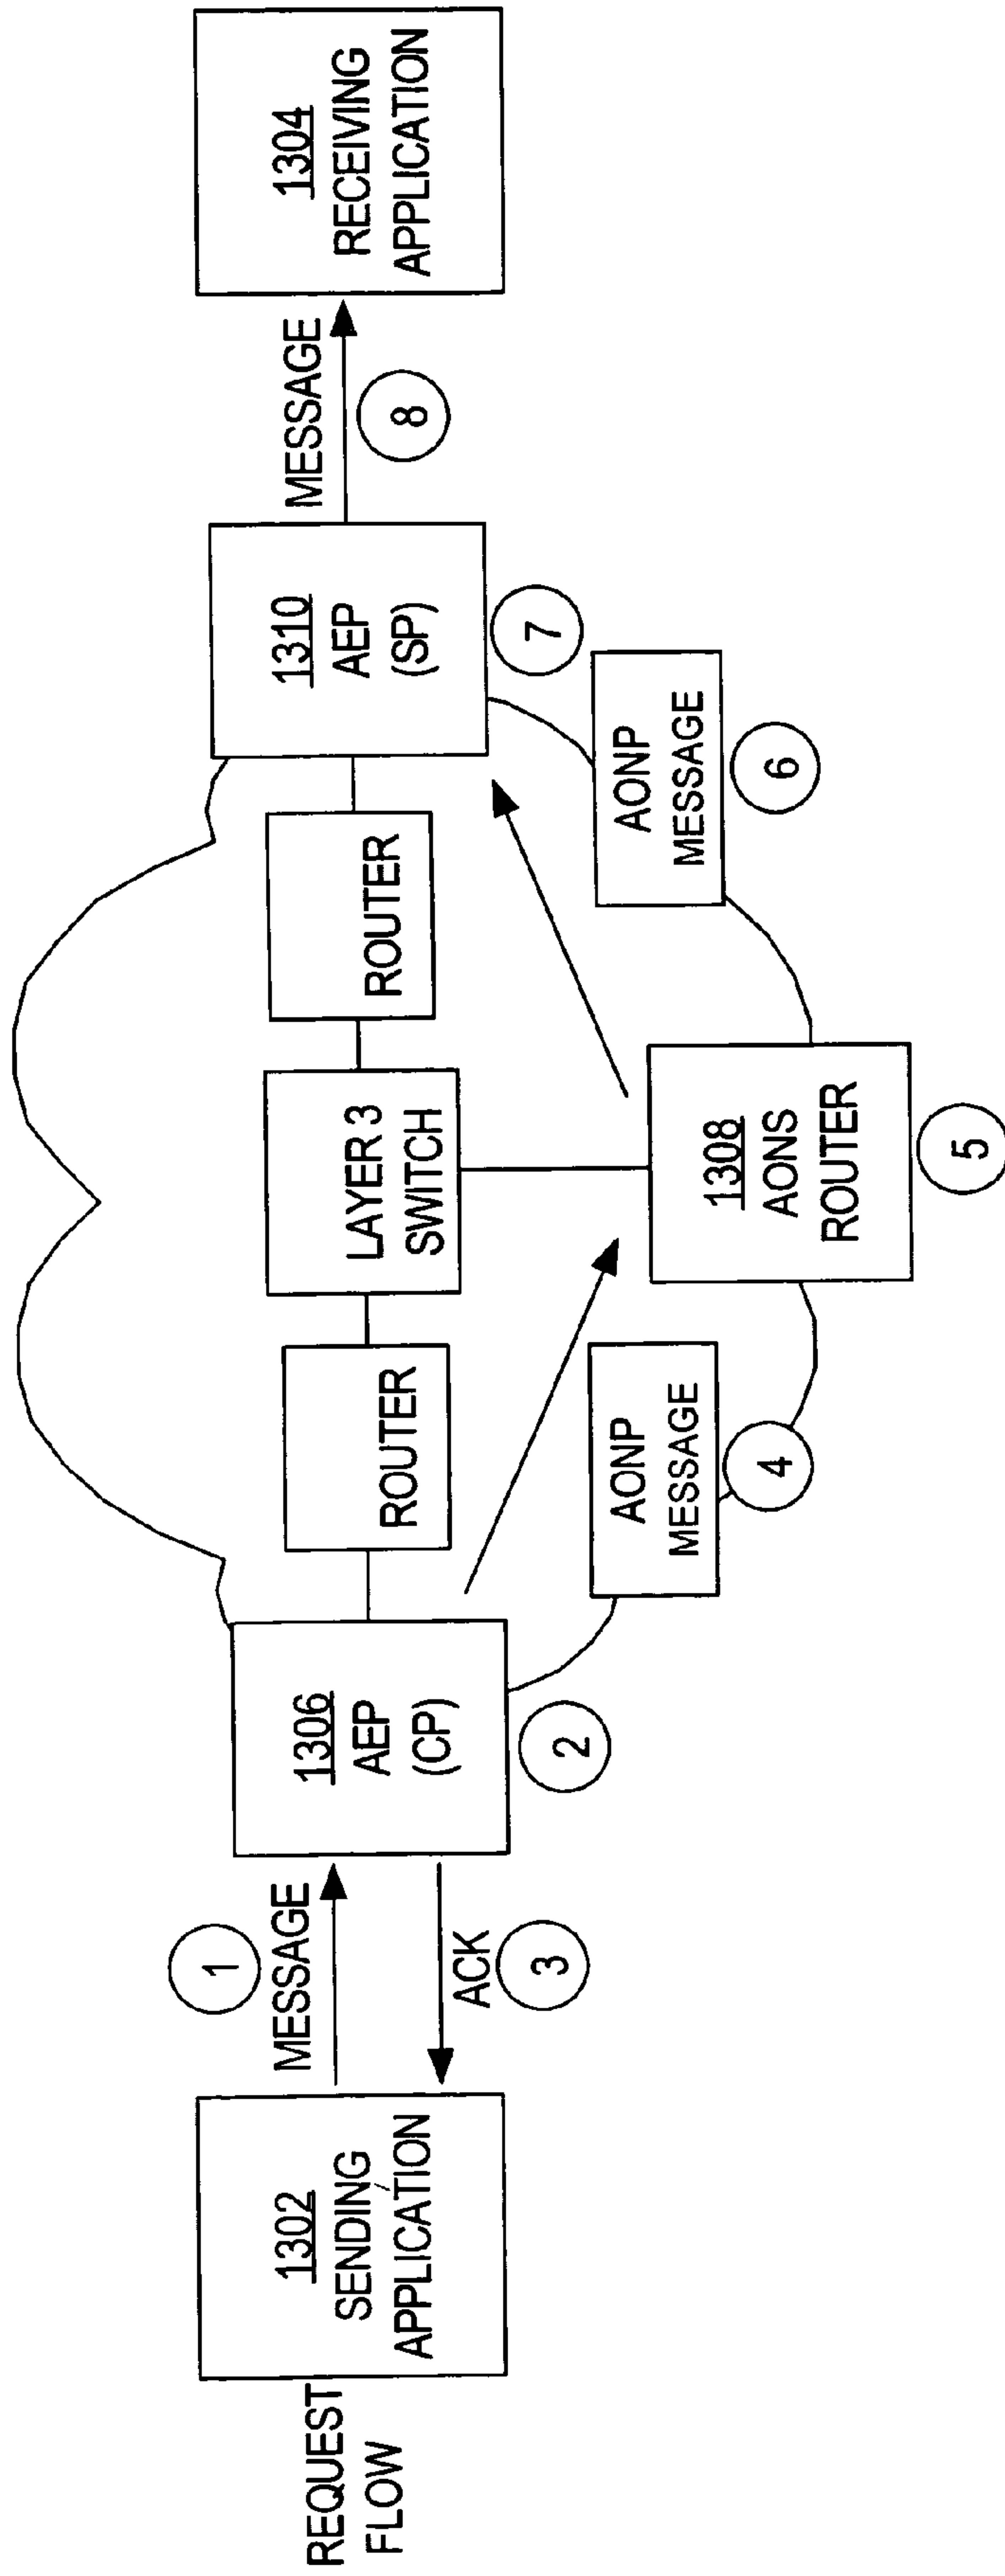 REQUEST
FLOW
1302
SENDING
APPLICATION
1
MESSAGE
ACK
3
1306
AEP
(CP)
2
ROUTER
AONP
MESSAGE
4
LAYER 3
SWITCH
1308
AONS
ROUTER
5
ROUTER
AONP
MESSAGE
6
1310
AEP
(SP)
7
MESSAGE
8
1304
RECEIVING
APPLICATION